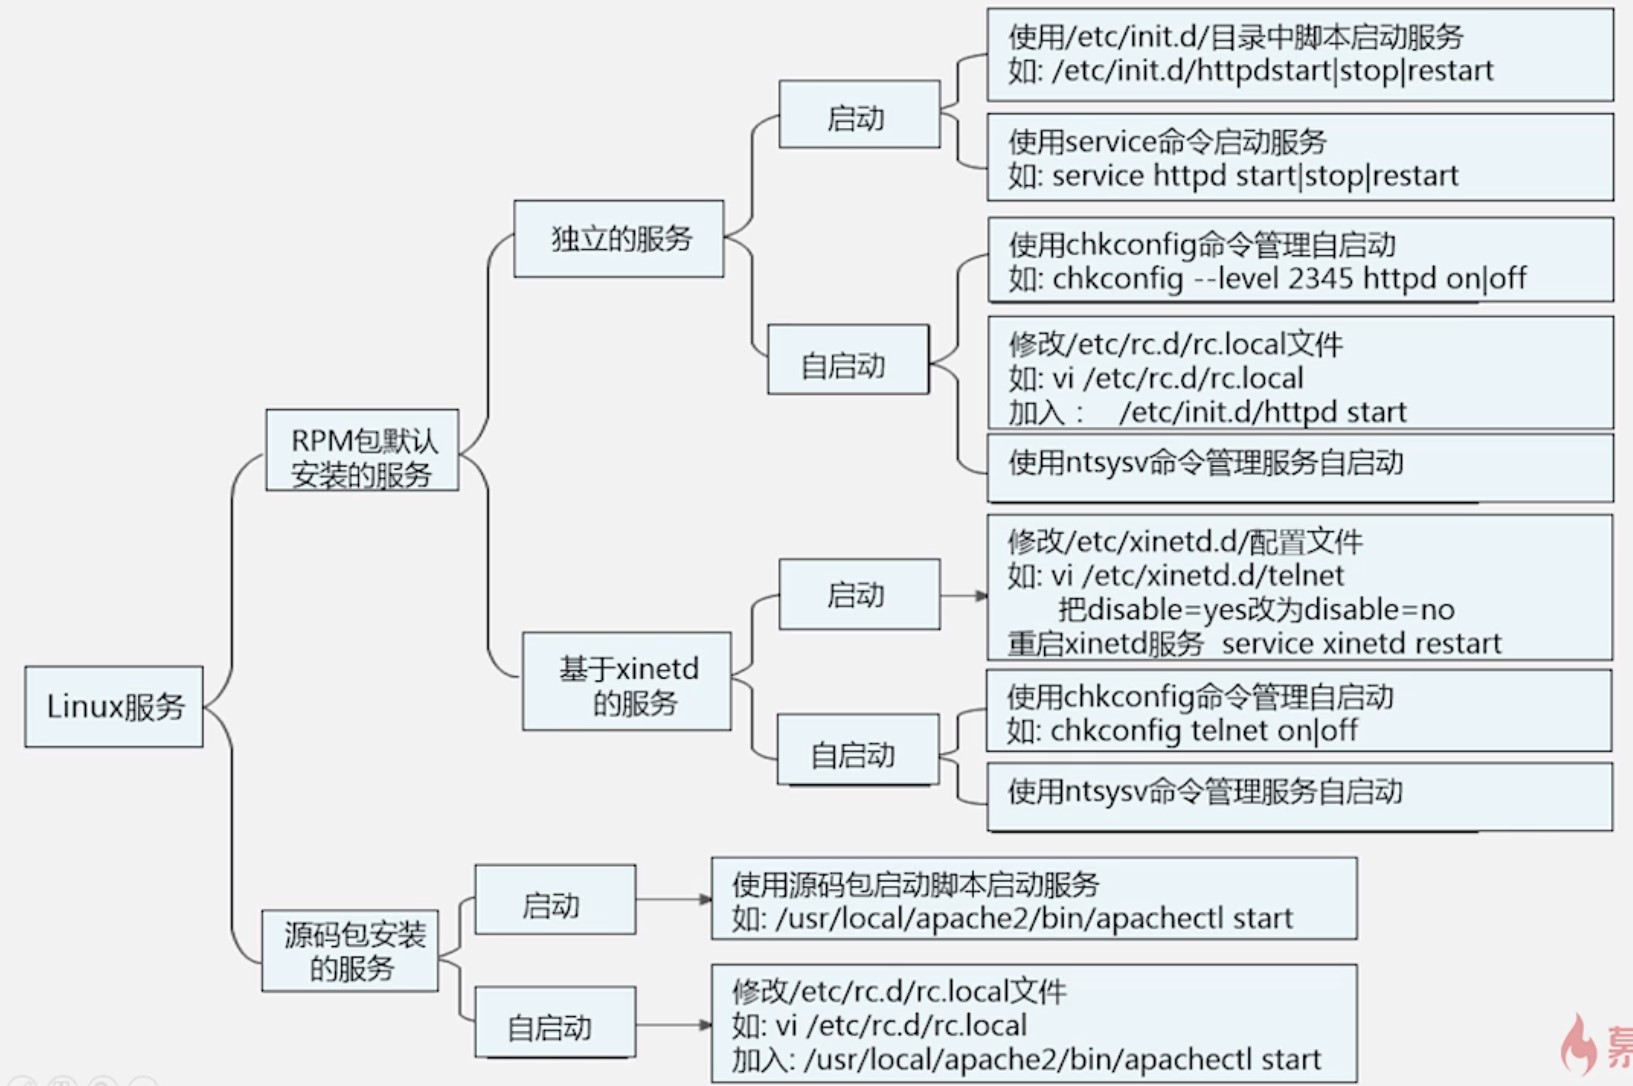 使用/etc/init.d/目录中脚本启动服务
如: /etc/init.d/httpdstart|stop|restart
启动
使用service命令启动服务
如: service httpd start|stop|restart
独立的服务
使用chkconfig命令管理自启动
如: chkconfig --level 2345 httpd on|off
自启动
修改/etc/rc.d/rc.local文件
如: vi /etc/rc.d/rc.local
加入： /etc/init.d/httpd start
使用ntsysv命令管理服务自启动
RPM包默认
安装的服务
修改/etc/xinetd.d/配置文件
如: vi /etc/xinetd.d/telnet
把disable=yes改为disable=no
重启xinetd服务 service xinetd restart
启动
基于xinetd
的服务
使用chkconfig命令管理自启动
如: chkconfig telnet on|off
自启动
使用ntsysv命令管理服务自启动
Linux服务
使用源码包启动脚本启动服务
如: /usr/local/apache2/bin/apachectl start
启动
源码包安装
的服务
修改/etc/rc.d/rc.local文件
如: vi /etc/rc.d/rc.local
加入: /usr/local/apache2/bin/apachectl start
自启动